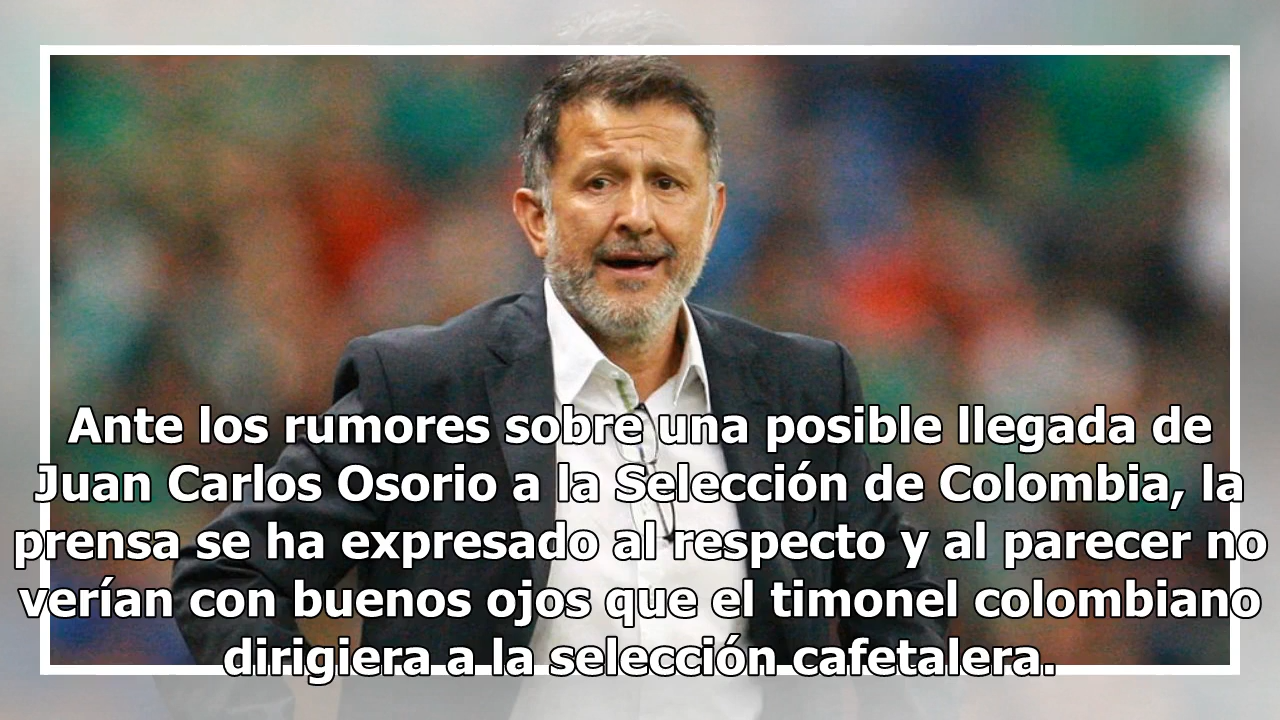 Ante los rumores sobre una posible llegada de
Juan Carlos Osorio a la Selección de Colombia, la
prensa se ha expresado al respecto y al parecer no
verían con buenos ojos que el timonel colombiano
dirigiera a la selección cafetalera.